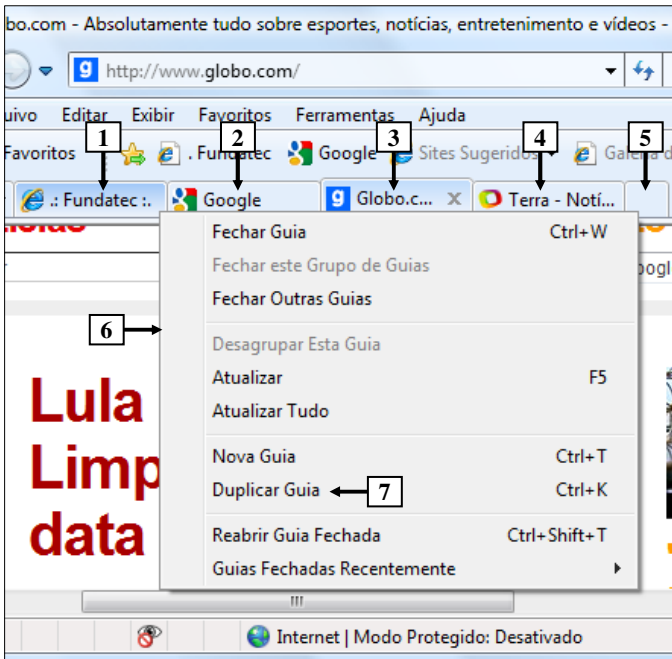 bo.com - Absolutamente tudo sobre esportes, notícias, entretenimento e vídeos -
g http://www.globo.com/
uivo Editar Exibir Favoritos Ferramentas Ajuda
1 2 3 4 5
Favoritos .: Fundatec Google Sites Sugeridos
.: Fundatec :. Google g Globo.c... X Terra - Notí...
Fechar Guia Ctrl+W
Fechar este Grupo de Guias
oogl
Fechar Outras Guias
6
Desagrupar Esta Guia
Atualizar F5
Lula
Atualizar Tudo
Nova Guia Ctrl+T
Limp
Duplicar Guia 7 Ctrl+K
data
Reabrir Guia Fechada Ctrl+Shift+T
Guias Fechadas Recentemente
Internet | Modo Protegido: Desativado